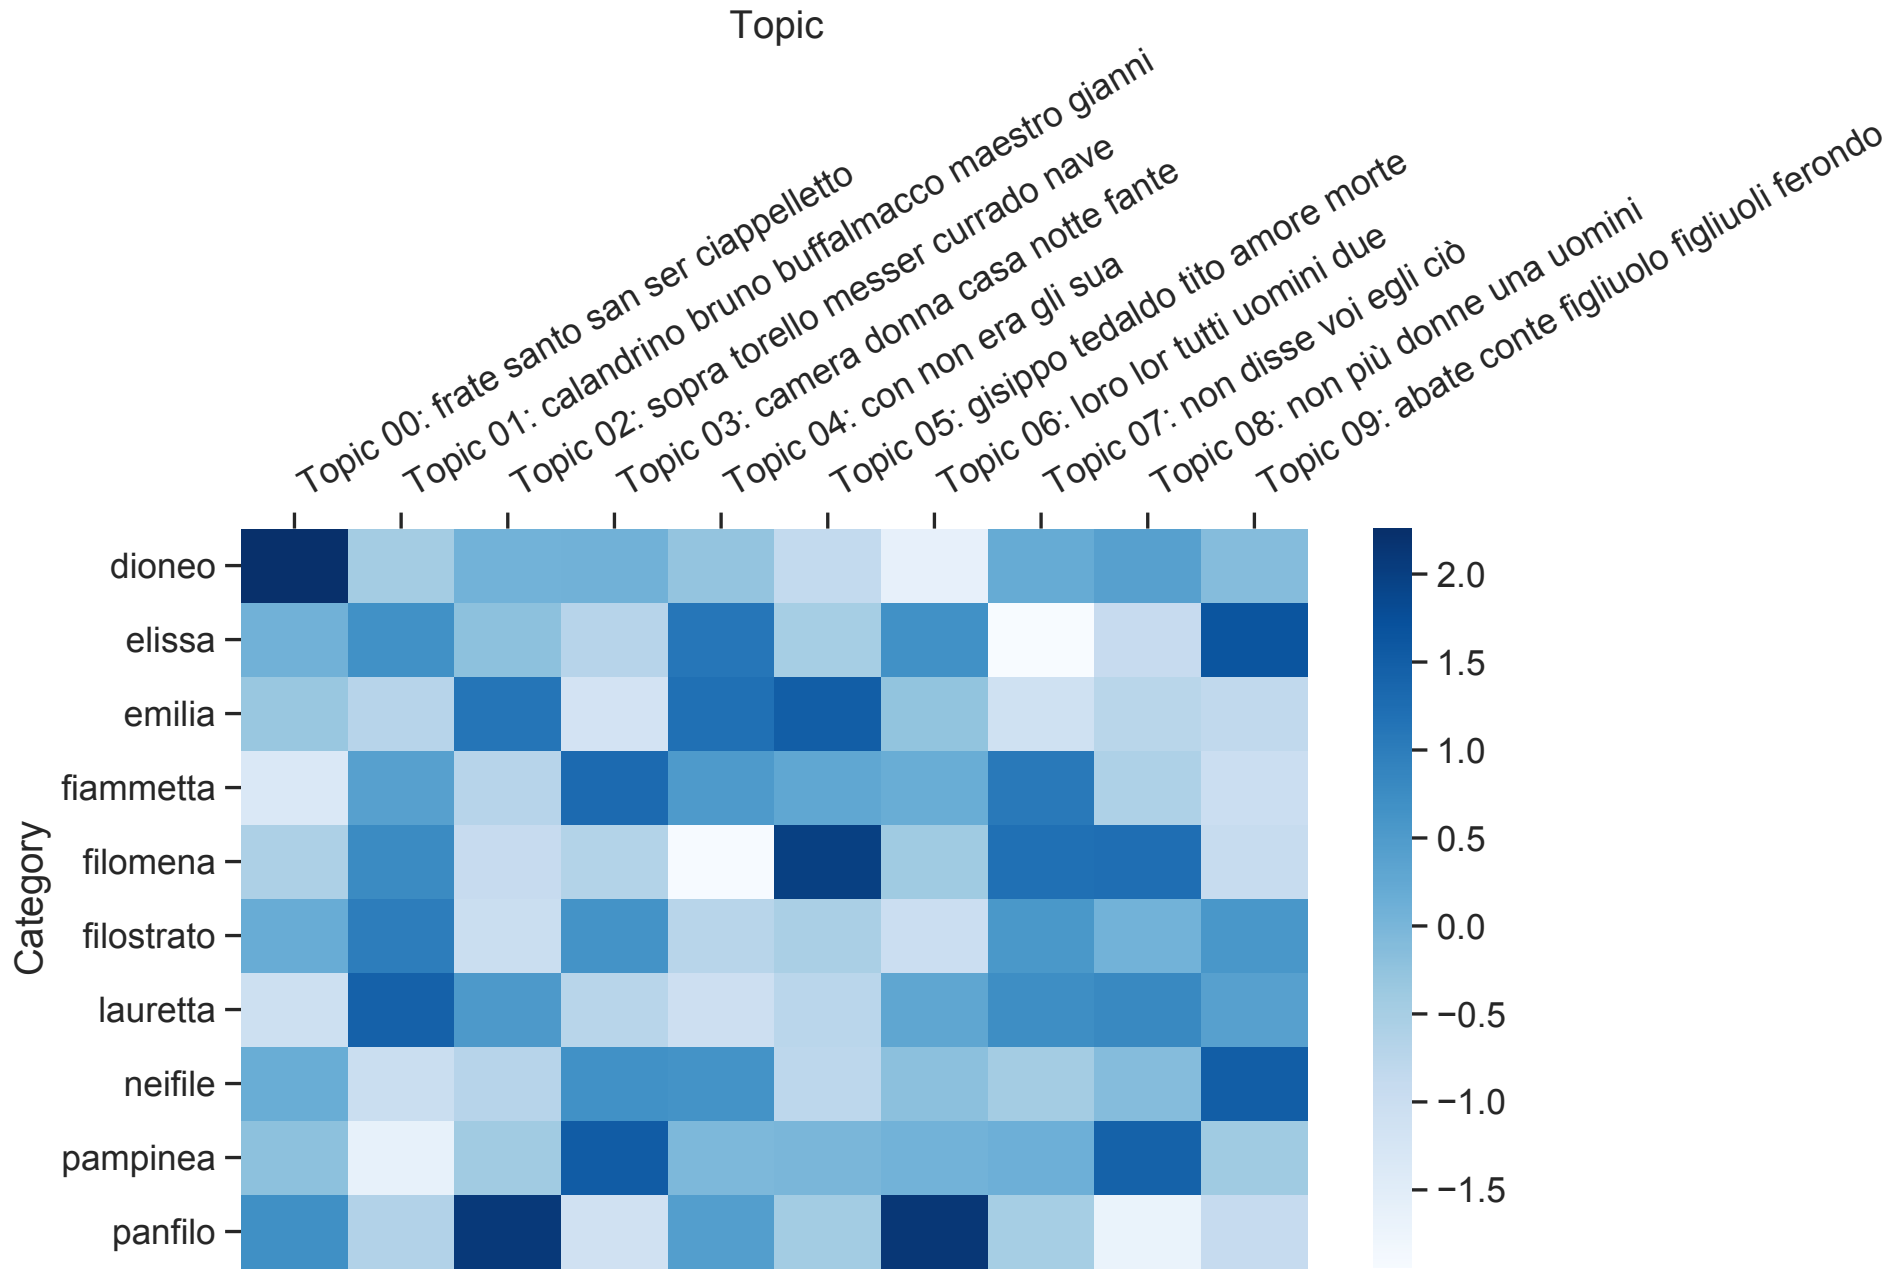 Topic
Topic 00: frate santo san ser ciappelletto
Topic 01: calandrino bruno buffalmacco maestro gianni
Topic 02: sopra torello messer currado nave
Topic 03: camera donna casa notte fante
Topic 04: con non era gli sua
Topic 05: gisippo tedaldo tito amore morte
Topic 06: loro lor tutti uomini due
Topic 07: non disse voi egli ciò
Topic 08: non più donne una uomini
Topic 09: abate conte figliuolo figliuoli ferondo
Category
dioneo
elissa
emilia
fiammetta
filomena
filostrato
lauretta
neifile
pampinea
panfilo
2.0
1.5
1.0
0.5
0.0
−0.5
−1.0
−1.5